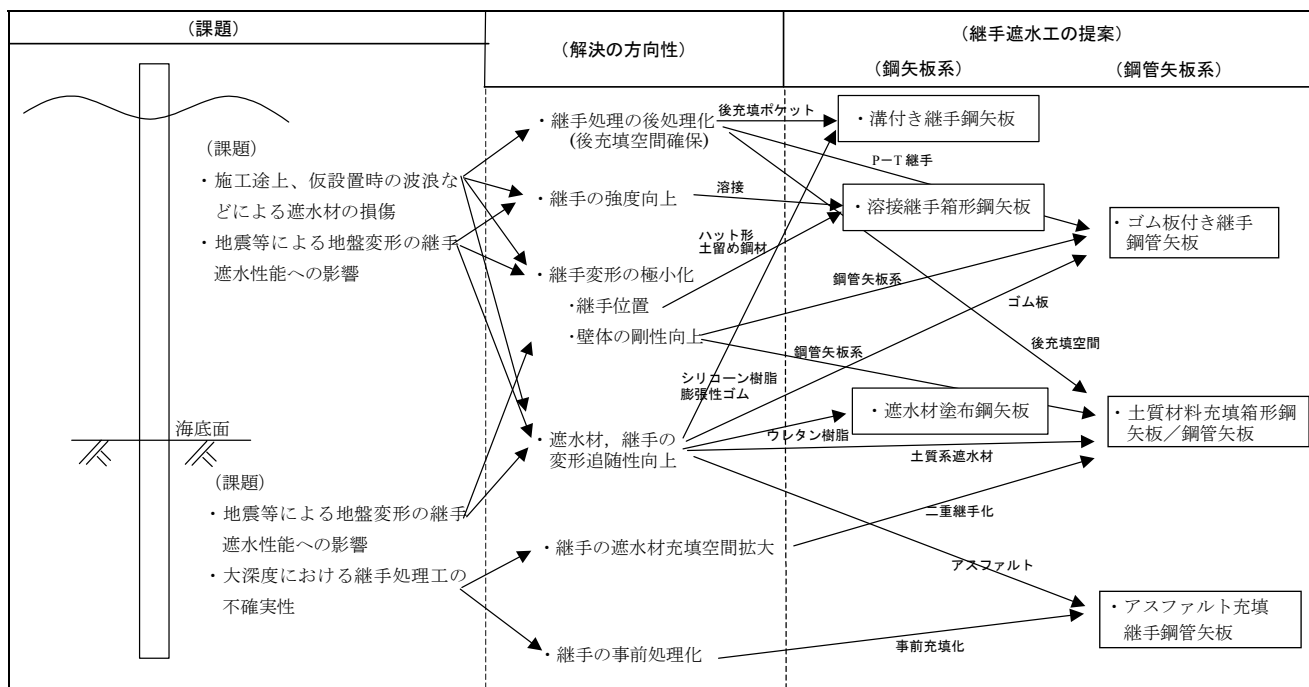 (課題)
(解決の方向性)
(継手遮水工の提案)
(鋼矢板系)
(鋼管矢板系)
(課題)
・施工途上、仮設置時の波浪な
どによる遮水材の損傷
・地震等による地盤変形の継手
遮水性能への影響
海底面
(課題)
・地震等による地盤変形の継手
遮水性能への影響
・大深度における継手処理工の
不確実性
・継手処理の後処理化
(後充填空間確保)
・継手の強度向上
・継手変形の極小化
・継手位置
・壁体の剛性向上
・遮水材，継手の
変形追随性向上
・継手の遮水材充填空間拡大
・継手の事前処理化
後充填ポケット
P－T 継手
溶接
ハット形
土留め鋼材
鋼管矢板系
ゴム板
鋼管矢板系
後充填空間
シリコーン樹脂
膨張性ゴム
ウレタン樹脂
土質系遮水材
二重継手化
アスファルト
事前充填化
・溝付き継手鋼矢板
・溶接継手箱形鋼矢板
・遮水材塗布鋼矢板
・ゴム板付き継手
鋼管矢板
・土質材料充填箱形鋼
矢板／鋼管矢板
・アスファルト充填
継手鋼管矢板